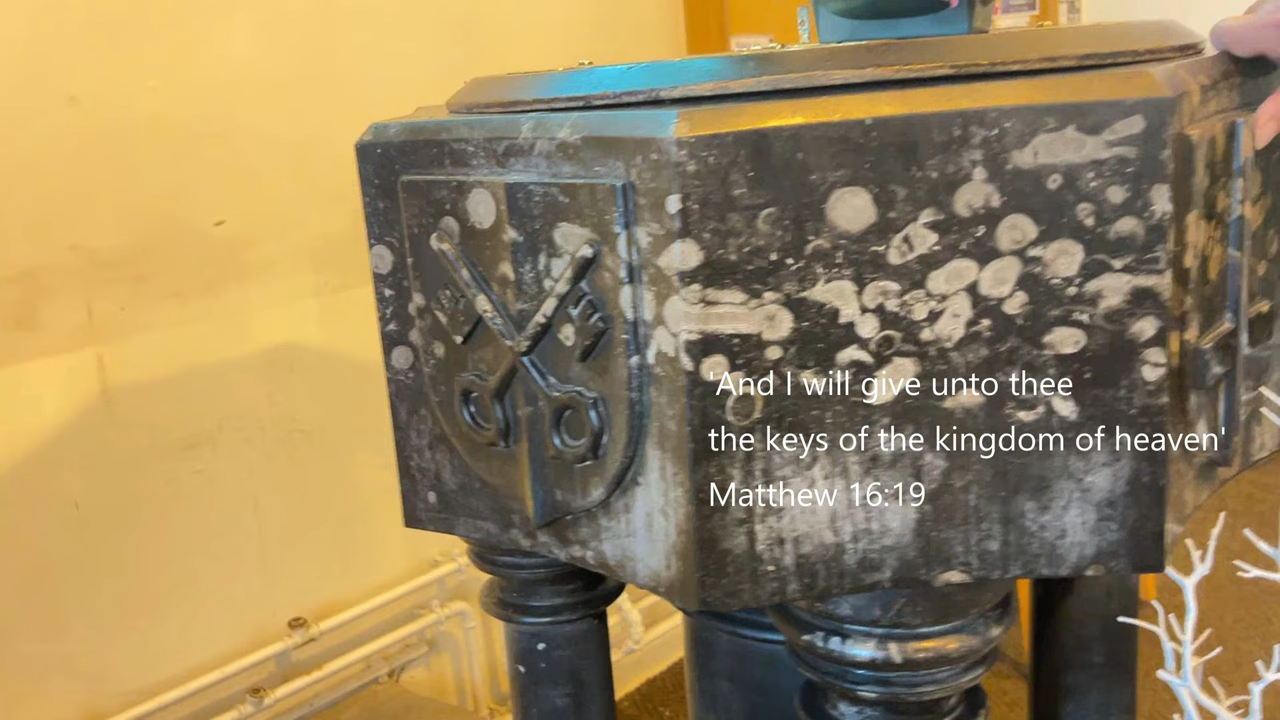 'And I will give unto thee
the keys of the kingdom of heaven'
Matthew 16:19